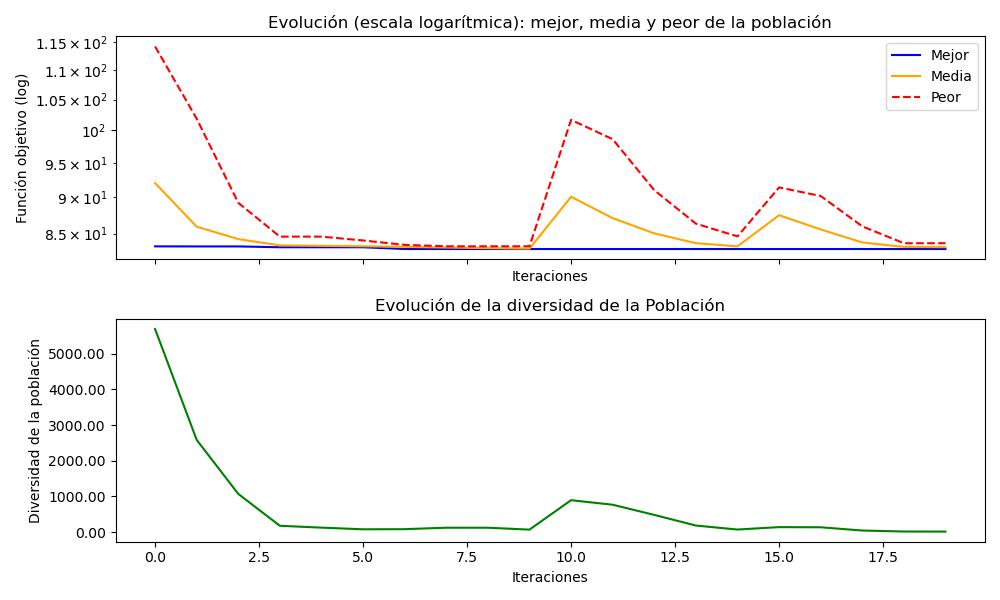 Evolución (escala logarítmica): mejor, media y peor de la población
1.15 × 10²
1.1 × 10²
1.05 × 10²
10²
9.5 × 10¹
9 × 10¹
8.5 × 10¹
Función objetivo (log)
Mejor
Media
Peor
Iteraciones
Evolución de la diversidad de la Población
5000.00
4000.00
3000.00
2000.00
1000.00
0.00
Diversidad de la población
0.0 2.5 5.0 7.5 10.0 12.5 15.0 17.5
Iteraciones